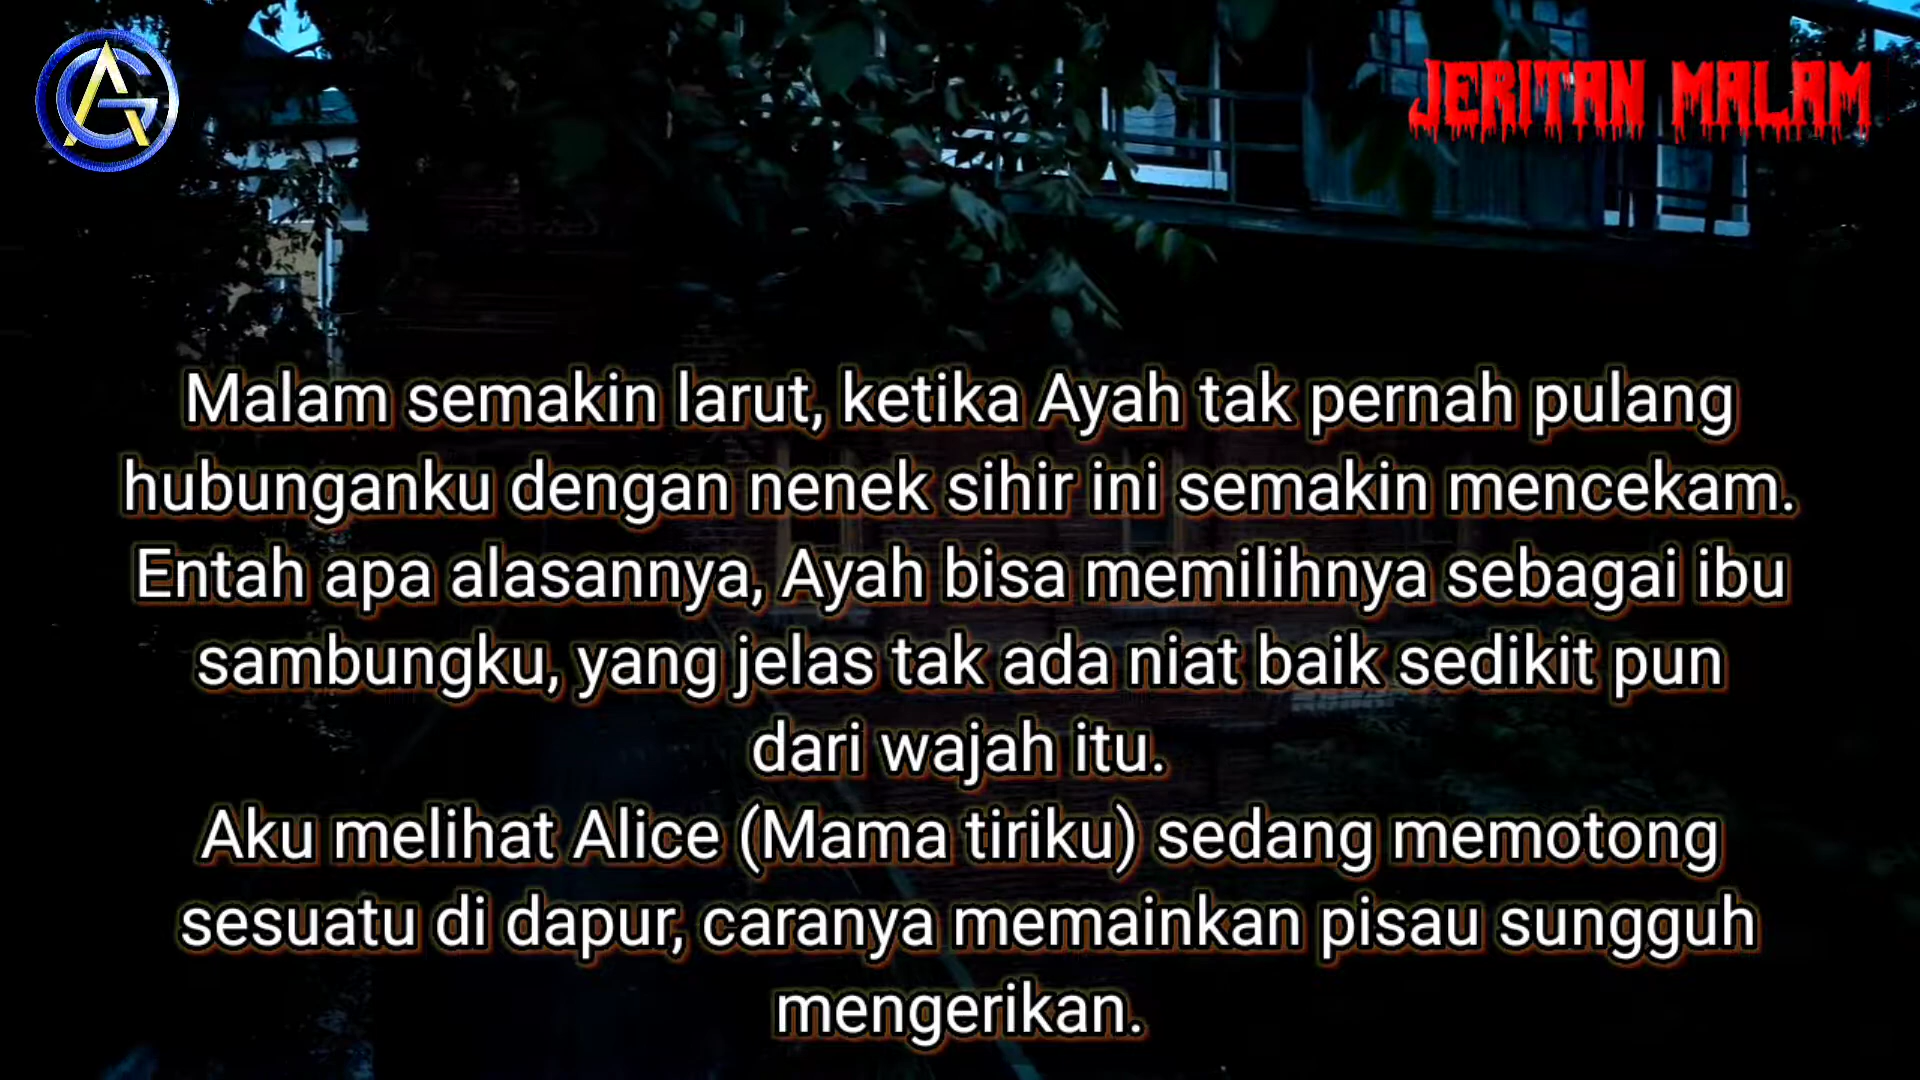 JERITAN MALAM
Malam semakin larut, ketika Ayah tak pernah pulang
hubunganku dengan nenek sihir ini semakin mencekam.
Entah apa alasannya, Ayah bisa memilihnya sebagai ibu
sambungku, yang jelas tak ada niat baik sedikit pun
dari wajah itu.
Aku melihat Alice (Mama tiriku) sedang memotong
sesuatu di dapur, caranya memainkan pisau sungguh
mengerikan.